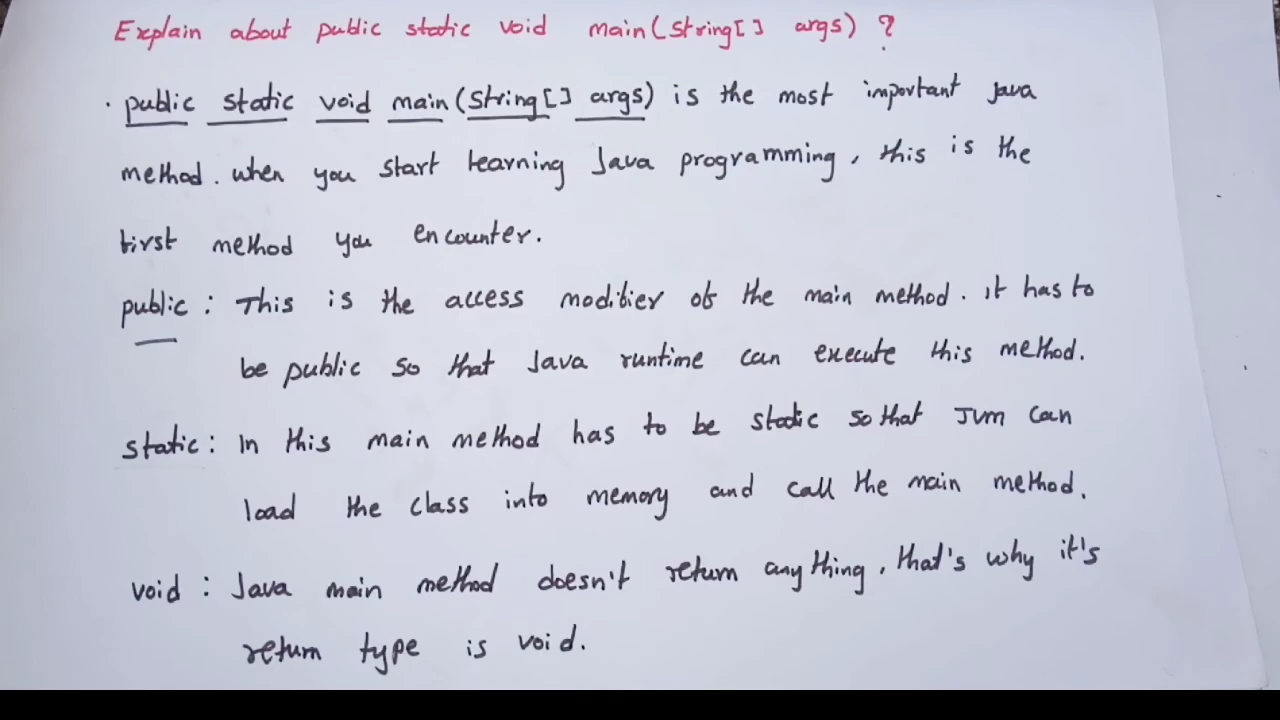 Explain about public static void main(String[] args) ?
· public static void main(String[] args) is the most important java
method. when you start learning Java programming, this is the
first method you encounter.
public : This is the access modifier of the main method. it has to
be public so that Java runtime can execute this method.
static : In this main method has to be static so that JVM can
load the class into memory and call the main method.
void : Java main method doesn't return anything, that's why it's
return type is void.